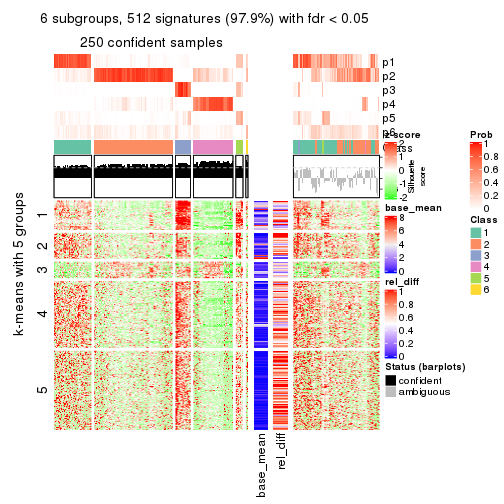 6 subgroups, 512 signatures (97.9%) with fdr < 0.05
250 confident samples
p1
p2
p3
p4
p5
p6
z_score
2
1
0
-1
-2
Silhouette
score
Prob
1
0.8
0.6
0.4
0.2
0
Class
1
2
3
4
5
6
base_mean
8
6
4
2
0
rel_diff
1
0.8
0.6
0.4
0.2
0
Status (barplots)
confident
ambiguous
k-means with 5 groups
1
2
3
4
5
base_mean
rel_diff